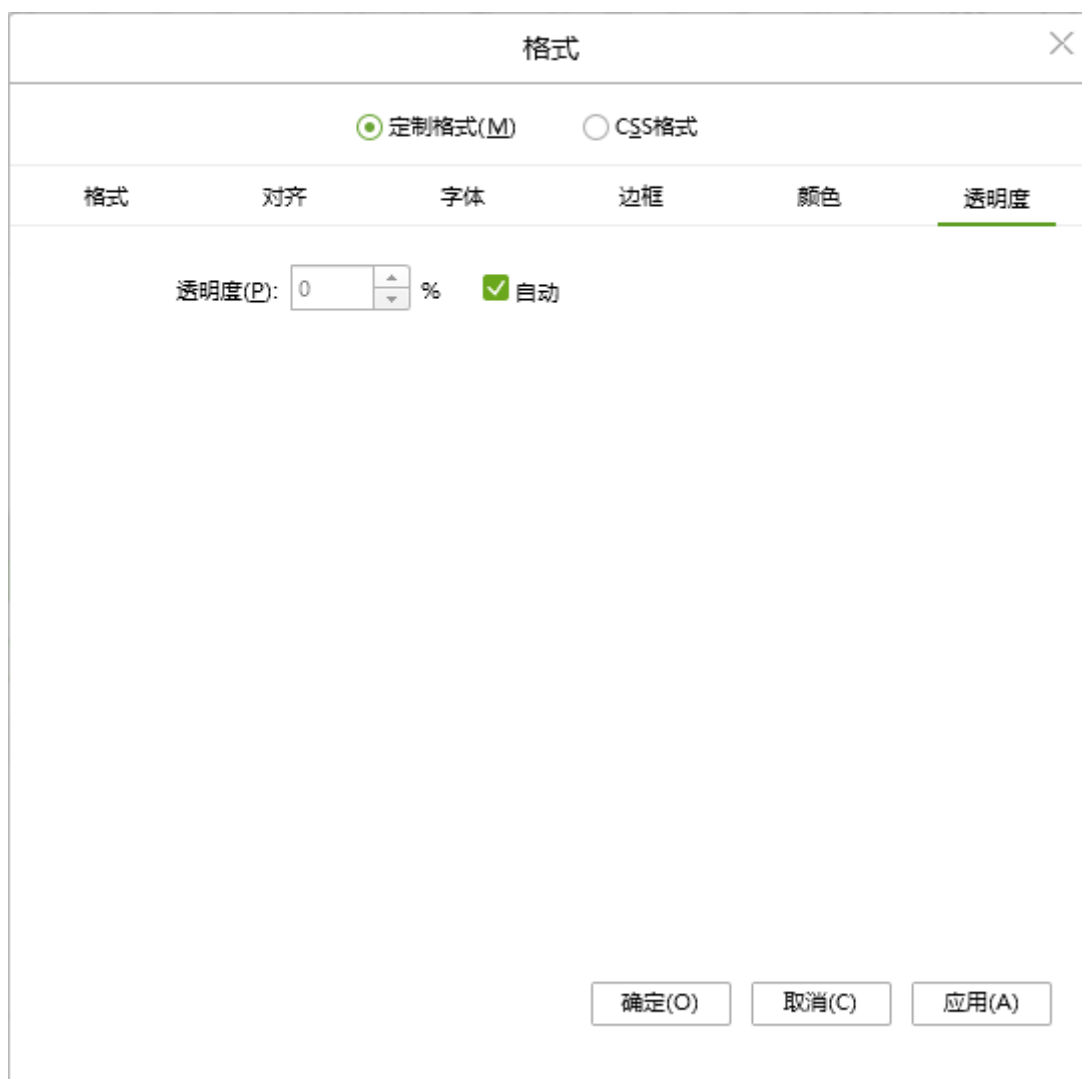 格式
定制格式(M) CSS格式
格式 对齐 字体 边框 颜色 透明度
透明度(P): 0 % 自动
确定(O) 取消(C) 应用(A)